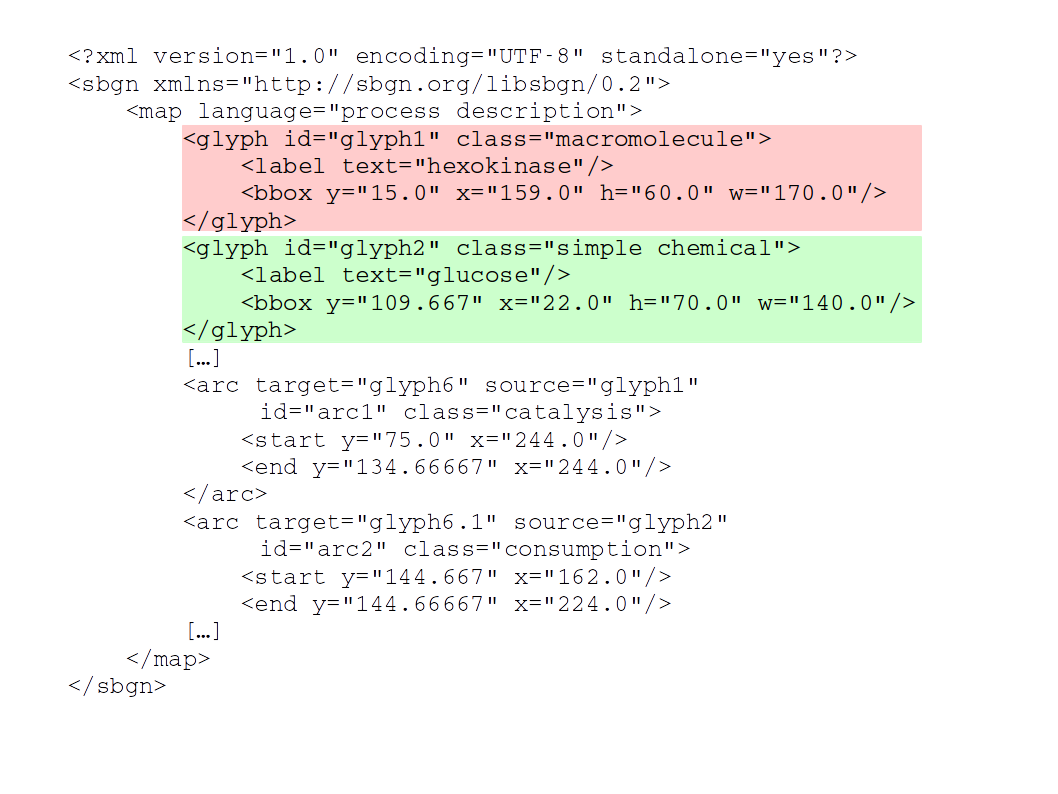 <?xml version="1.0" encoding="UTF-8" standalone="yes"?>
<sbgn xmlns="http://sbgn.org/libsbgn/0.2">
    <map language="process description">
        <glyph id="glyph1" class="macromolecule">
            <label text="hexokinase"/>
            <bbox y="15.0" x="159.0" h="60.0" w="170.0"/>
        </glyph>
        <glyph id="glyph2" class="simple chemical">
            <label text="glucose"/>
            <bbox y="109.667" x="22.0" h="70.0" w="140.0"/>
        </glyph>
        […]
        <arc target="glyph6" source="glyph1"
             id="arc1" class="catalysis">
            <start y="75.0" x="244.0"/>
            <end y="134.66667" x="244.0"/>
        </arc>
        <arc target="glyph6.1" source="glyph2"
             id="arc2" class="consumption">
            <start y="144.667" x="162.0"/>
            <end y="144.66667" x="224.0"/>
        […]
    </map>
</sbgn>